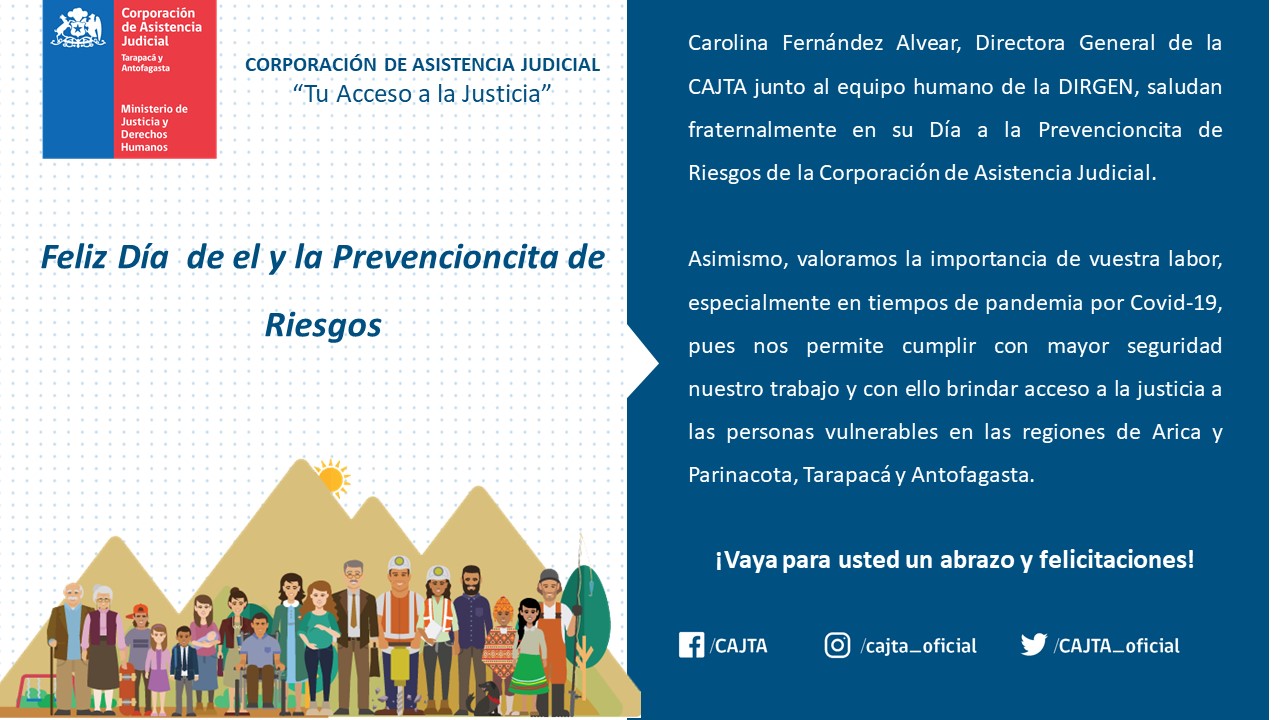 Corporación
de Asistencia
Judicial
Tarapacá y
Antofagasta
Ministerio de
Justicia y
Derechos
Humanos
CORPORACIÓN DE ASISTENCIA JUDICIAL
“Tu Acceso a la Justicia”
Feliz Día de el y la Prevencioncita de
Riesgos
Carolina Fernández Alvear, Directora General de la
CAJTA junto al equipo humano de la DIRGEN, saludan
fraternalmente en su Día a la Prevencioncita de
Riesgos de la Corporación de Asistencia Judicial.
Asimismo, valoramos la importancia de vuestra labor,
especialmente en tiempos de pandemia por Covid-19,
pues nos permite cumplir con mayor seguridad
nuestro trabajo y con ello brindar acceso a la justicia a
las personas vulnerables en las regiones de Arica y
Parinacota, Tarapacá y Antofagasta.
¡Vaya para usted un abrazo y felicitaciones!
/CAJTA
/cajta_oficial
/CAJTA_oficial